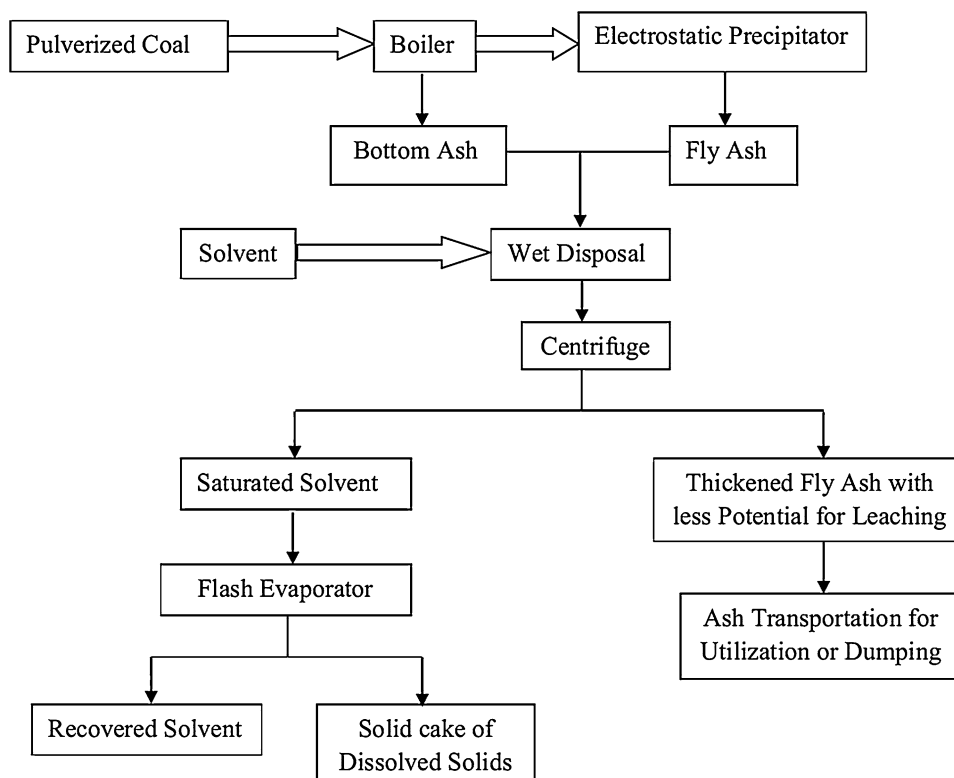 Pulverized Coal
Boiler
Electrostatic Precipitator
Bottom Ash
Fly Ash
Solvent
Wet Disposal
Centrifuge
Saturated Solvent
Thickened Fly Ash with
less Potential for Leaching
Flash Evaporator
Ash Transportation for
Utilization or Dumping
Recovered Solvent
Solid cake of
Dissolved Solids